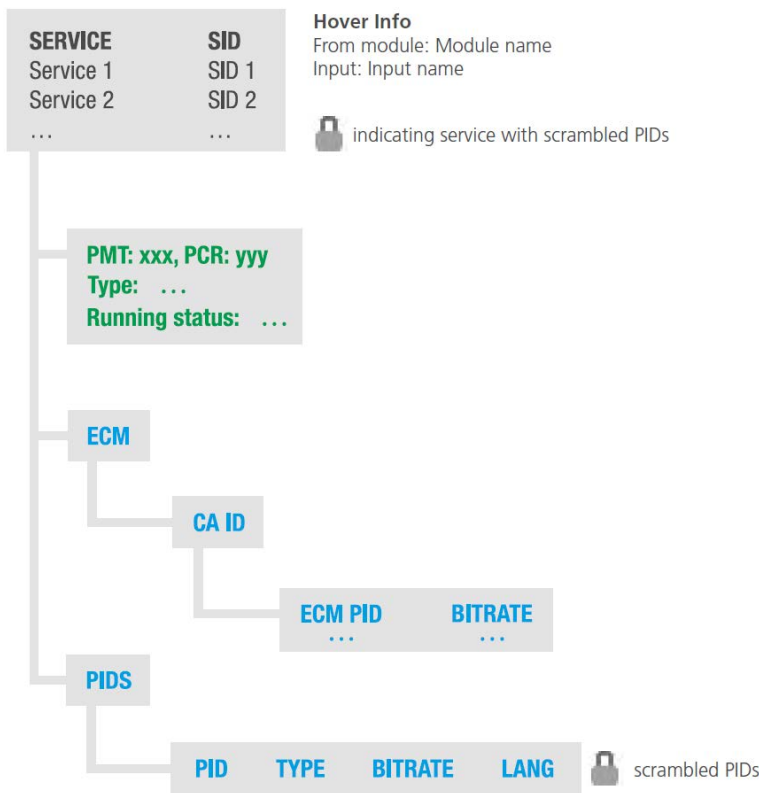 SERVICE SID
Service 1 SID 1
Service 2 SID 2
... ...
Hover Info
From module: Module name
Input: Input name
indicating service with scrambled PIDs
PMT: xxx, PCR: yyy
Type: ...
Running status: ...
ECM
CA ID
ECM PID BITRATE
... ...
PIDS
PID TYPE BITRATE LANG
scrambled PIDs